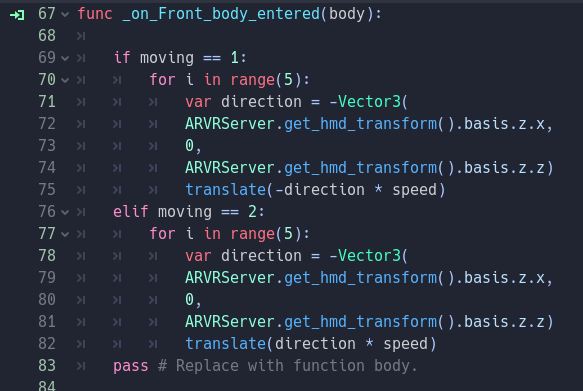 67 func _on_Front_body_entered(body):
68
69 if moving == 1:
70 for i in range(5):
71 var direction = -Vector3(
72 ARVRServer.get_hmd_transform().basis.z.x,
73 0,
74 ARVRServer.get_hmd_transform().basis.z.z)
75 translate(-direction * speed)
76 elif moving == 2:
77 for i in range(5):
78 var direction = -Vector3(
79 ARVRServer.get_hmd_transform().basis.z.x,
80 0,
81 ARVRServer.get_hmd_transform().basis.z.z)
82 translate(direction * speed)
83 pass # Replace with function body.
84